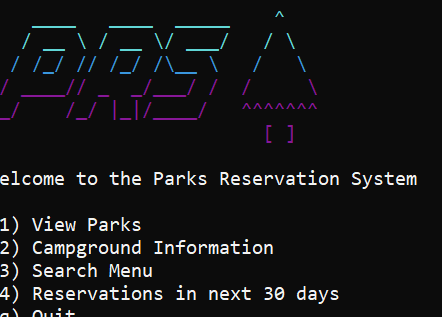 PRS
elcome to the Parks Reservation System
1) View Parks
2) Campground Information
3) Search Menu
4) Reservations in next 30 days
q) Quit